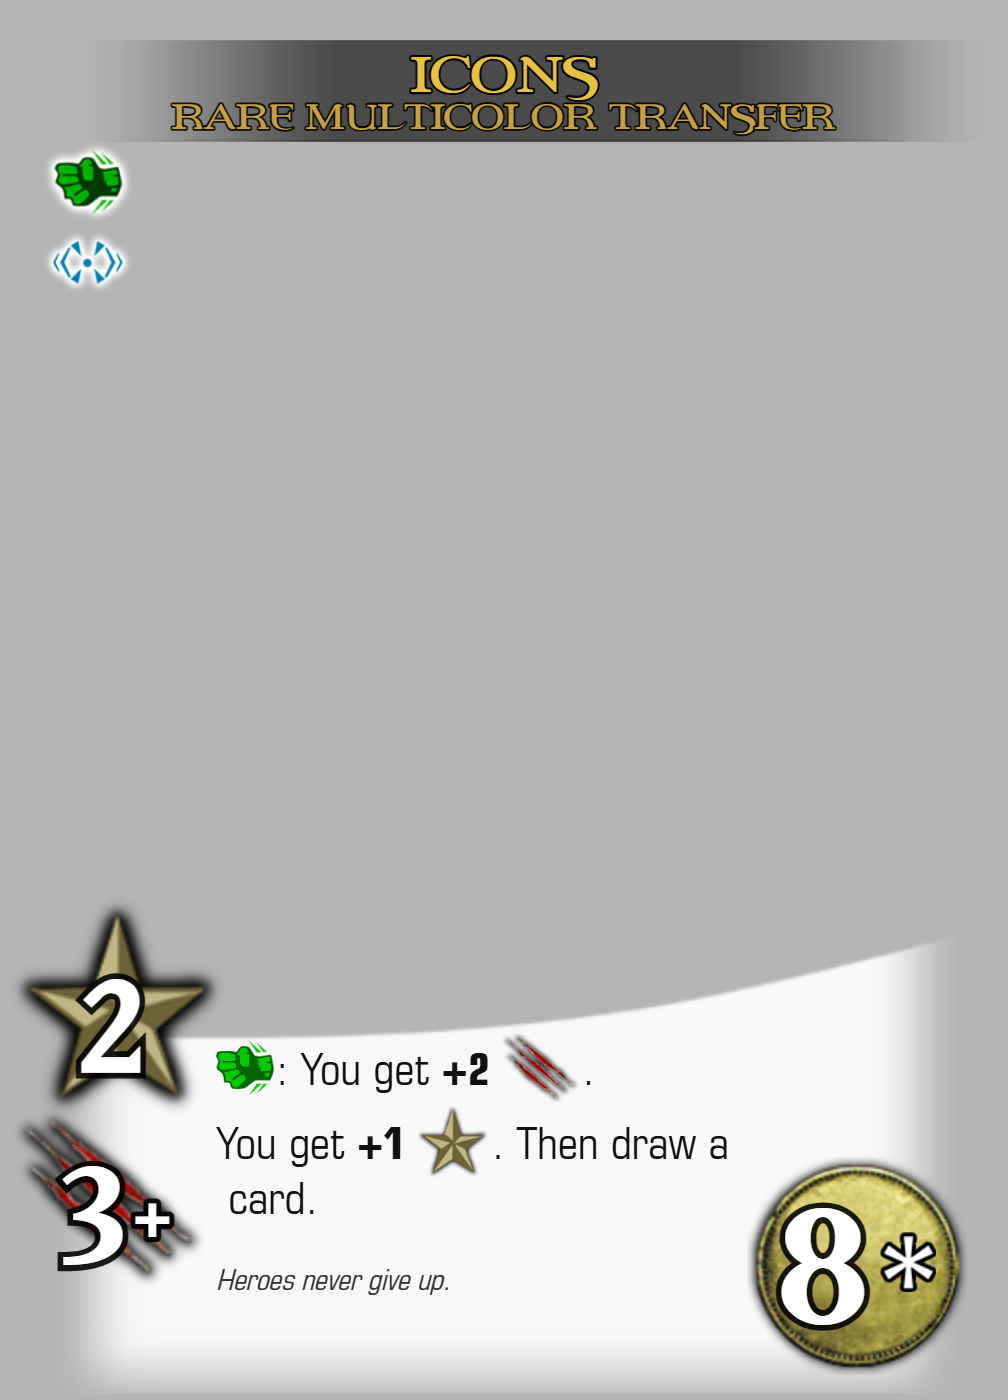 ICONS
RARE MULTICOLOR TRANSFER
2
: You get +2 .
You get +1 . Then draw a
card.
3+
8*
Heroes never give up.